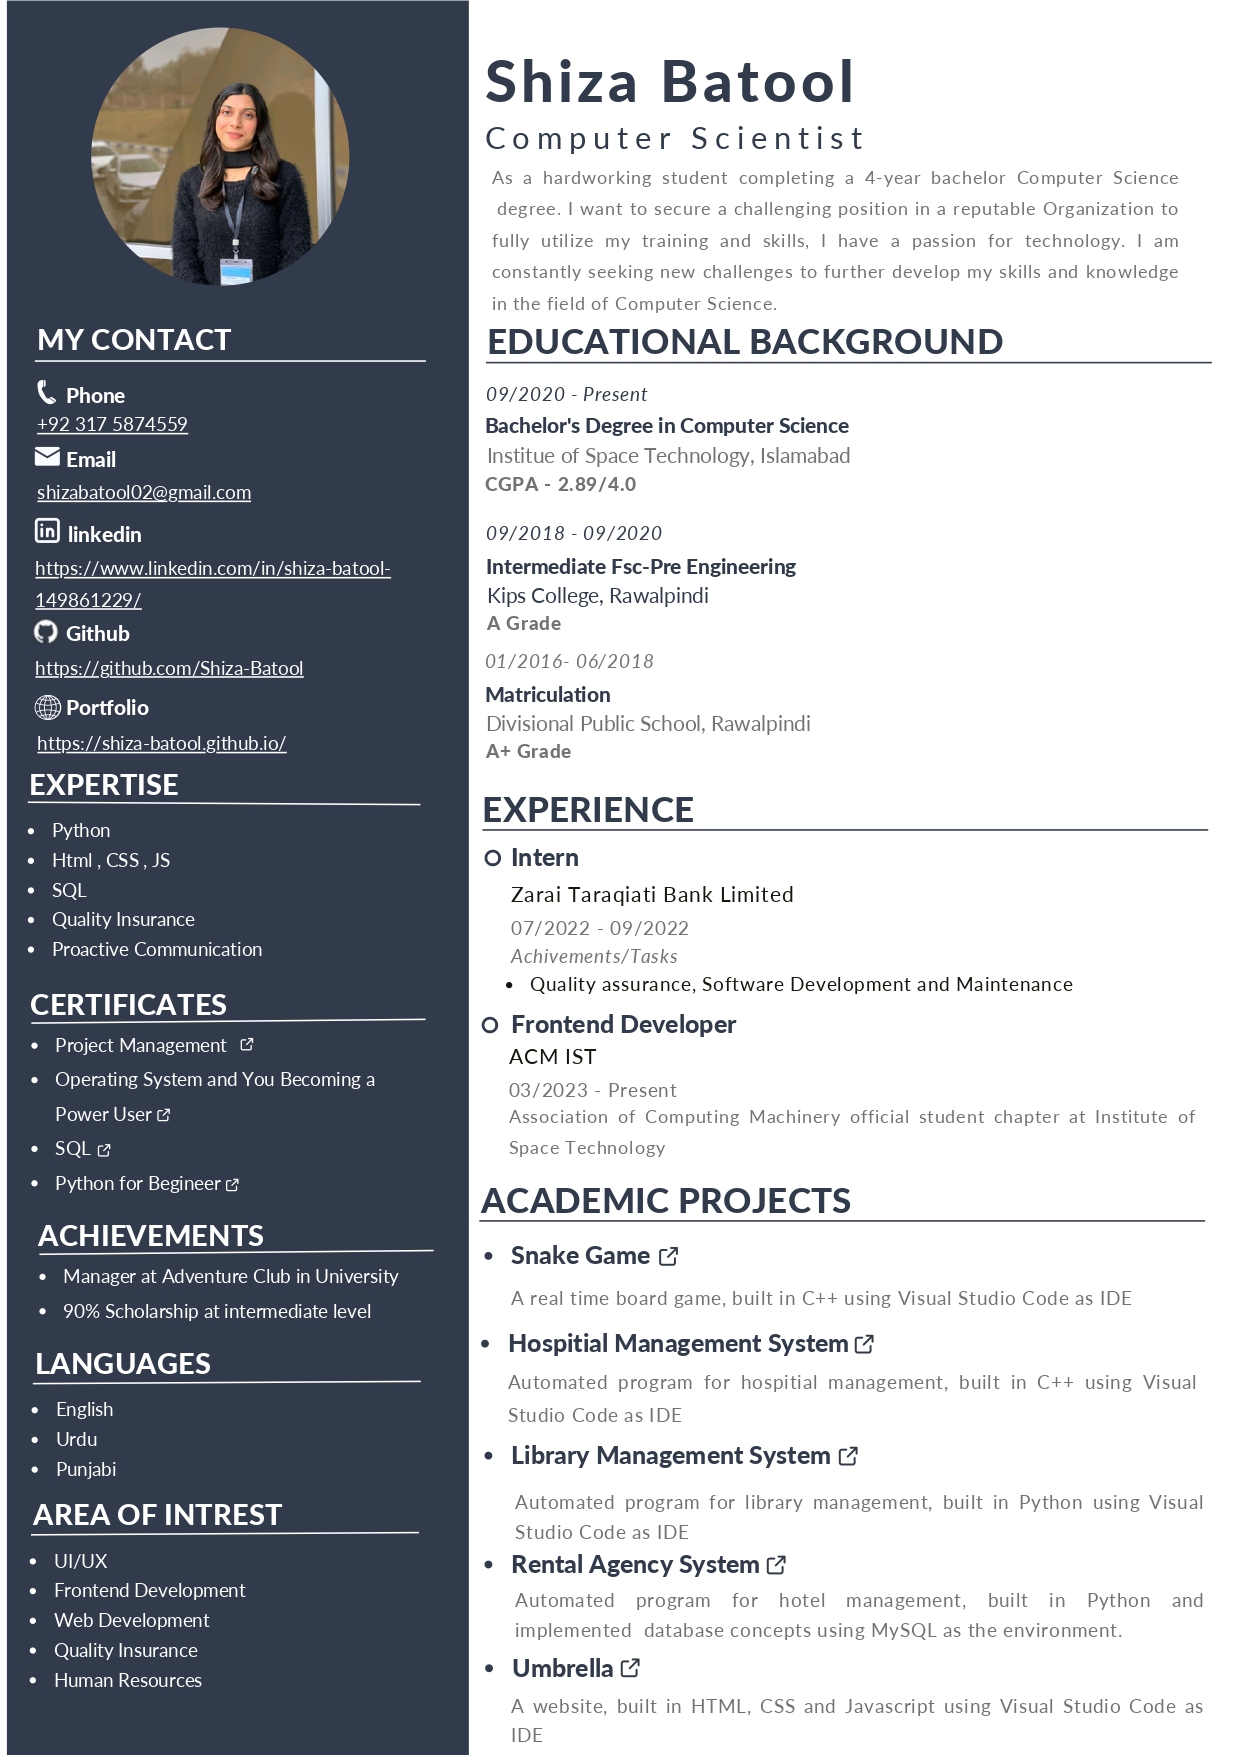 MY CONTACT
Phone
+92 317 5874559
Email
shizabatool02@gmail.com
linkedin
https://www.linkedin.com/in/shiza-batool-
149861229/
Github
https://github.com/Shiza-Batool
Portfolio
https://shiza-batool.github.io/
EXPERTISE
• Python
• Html , CSS , JS
• SQL
• Quality Insurance
• Proactive Communication
CERTIFICATES
• Project Management
• Operating System and You Becoming a
Power User
• SQL
• Python for Begineer
ACHIEVEMENTS
• Manager at Adventure Club in University
• 90% Scholarship at intermediate level
LANGUAGES
• English
• Urdu
• Punjabi
AREA OF INTREST
• UI/UX
• Frontend Development
• Web Development
• Quality Insurance
• Human Resources
Shiza Batool
Computer Scientist
As a hardworking student completing a 4-year bachelor Computer Science
degree. I want to secure a challenging position in a reputable Organization to
fully utilize my training and skills, I have a passion for technology. I am
constantly seeking new challenges to further develop my skills and knowledge
in the field of Computer Science.
EDUCATIONAL BACKGROUND
09/2020 - Present
Bachelor's Degree in Computer Science
Institue of Space Technology, Islamabad
CGPA - 2.89/4.0
09/2018 - 09/2020
Intermediate Fsc-Pre Engineering
Kips College, Rawalpindi
A Grade
01/2016- 06/2018
Matriculation
Divisional Public School, Rawalpindi
A+ Grade
EXPERIENCE
Intern
Zarai Taraqiati Bank Limited
07/2022 - 09/2022
Achivements/Tasks
• Quality assurance, Software Development and Maintenance
Frontend Developer
ACM IST
03/2023 - Present
Association of Computing Machinery official student chapter at Institute of
Space Technology
ACADEMIC PROJECTS
• Snake Game
A real time board game, built in C++ using Visual Studio Code as IDE
• Hospitial Management System
Automated program for hospitial management, built in C++ using Visual
Studio Code as IDE
• Library Management System
Automated program for library management, built in Python using Visual
Studio Code as IDE
• Rental Agency System
Automated program for hotel management, built in Python and
implemented database concepts using MySQL as the environment.
• Umbrella
A website, built in HTML, CSS and Javascript using Visual Studio Code as
IDE